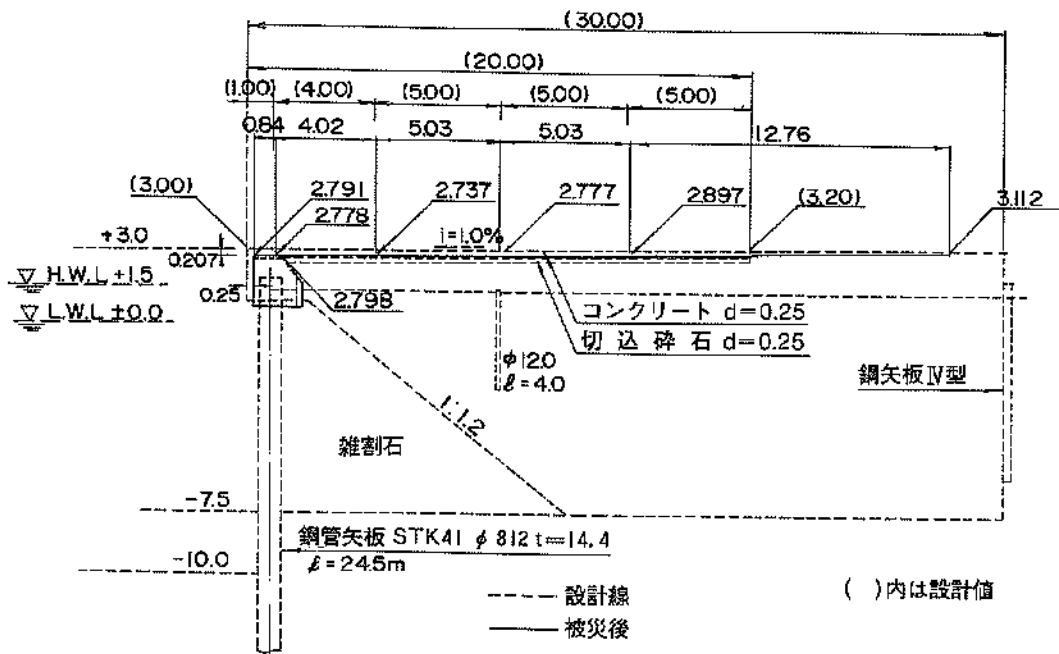 (30.00)
(20.00)
(1.00) (4.00) (5.00) (5.00) (5.00)
0.84 4.02 5.03 5.03 12.76
(3.00) 2.791 2.737 2.777 2.897 (3.20) 3.112
2.778
+3.0 i=1.0%
0.207
H.W.L +1.5
0.25 2.798
L.W.L ±0.0
コンクリート d=0.25
切込砕石 d=0.25
φ12.0
ℓ=4.0
鋼矢板Ⅳ型
1:1.2
雑割石
-7.5
鋼管矢板 STK41 φ812 t=14.4
ℓ=24.5m
-10.0
設計線
被災後
( )内は設計値